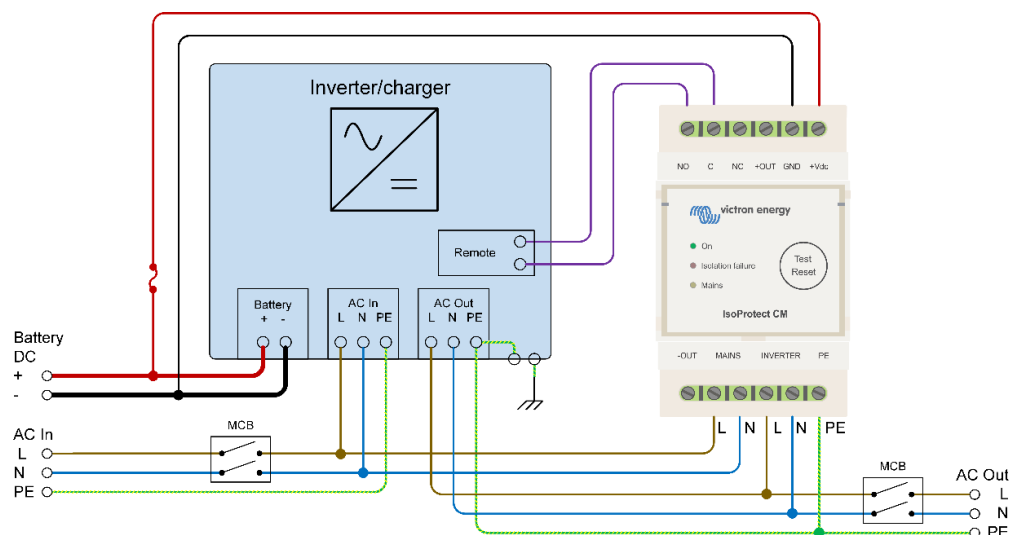 Inverter/charger
NO C NC +OUT GND +Vdc
victron energy
On
Isolation failure
Mains
Test
Reset
IsoProtect CM
Remote
Battery
+ -
AC In
L N PE
AC Out
L N PE
-OUT MAINS INVERTER PE
L N L N PE
Battery
DC
+
-
AC In
L
N
PE
MCB
MCB
AC Out
L
N
PE